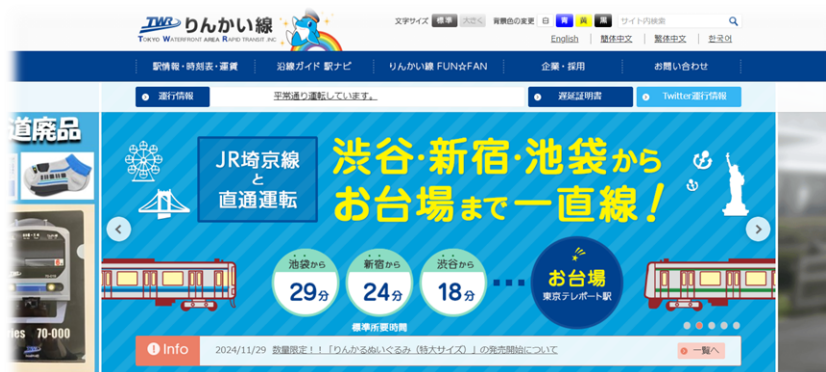 TWR りんかい線
TOKYO WATERFRONT AREA RAPID TRANSIT, INC
文字サイズ 標準 大きく 背景色の変更 白 青 黄 黒 サイト内検索
English 簡体中文 繁体中文 한국어
駅情報・時刻表・運賃 沿線ガイド 駅ナビ りんかい線 FUN☆FAN 企業・採用 お問い合わせ
運行情報 平常通り運転しています。 遅延証明書 Twitter運行情報
道廃品
JR埼京線
と
直通運転
渋谷・新宿・池袋から
お台場まで一直線!
池袋から
29分
新宿から
24分
渋谷から
18分
お台場
東京テレポート駅
標準所要時間
70-000
Info 2024/11/29 数量限定!!「りんかるぬいぐるみ(特大サイズ)」の発売開始について 一覧へ